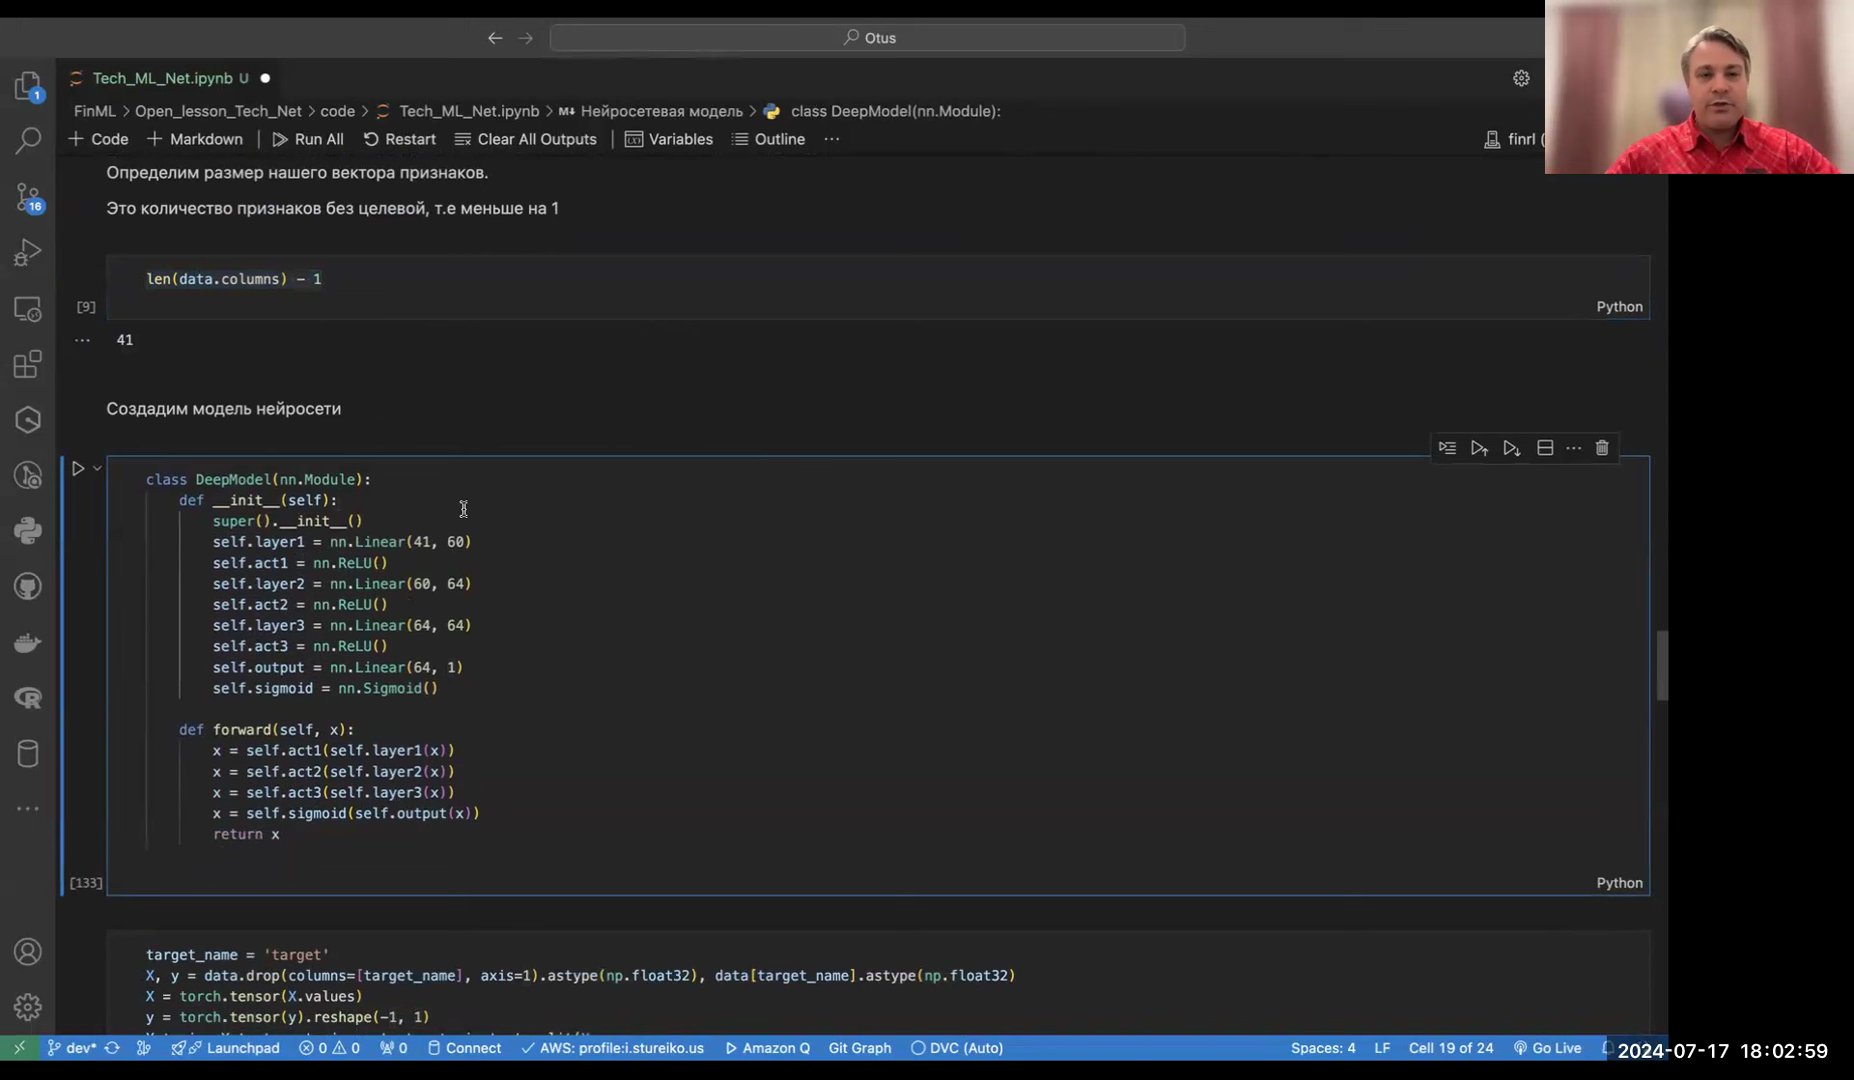 Otus
Tech_ML_Net.ipynb U
FinML > Open_lesson_Tech_Net > code > Tech_ML_Net.ipynb > M↓ Нейросетевая модель > class DeepModel(nn.Module):
+ Code + Markdown Run All Restart Clear All Outputs Variables Outline ...
finrl (
1
16
Определим размер нашего вектора признаков.
Это количество признаков без целевой, т.е меньше на 1
len(data.columns) - 1
[9]
Python
... 41
Создадим модель нейросети
class DeepModel(nn.Module):
def __init__(self):
super().__init__()
self.layer1 = nn.Linear(41, 60)
self.act1 = nn.ReLU()
self.layer2 = nn.Linear(60, 64)
self.act2 = nn.ReLU()
self.layer3 = nn.Linear(64, 64)
self.act3 = nn.ReLU()
self.output = nn.Linear(64, 1)
self.sigmoid = nn.Sigmoid()
def forward(self, x):
x = self.act1(self.layer1(x))
x = self.act2(self.layer2(x))
x = self.act3(self.layer3(x))
x = self.sigmoid(self.output(x))
return x
[133]
Python
target_name = 'target'
X, y = data.drop(columns=[target_name], axis=1).astype(np.float32), data[target_name].astype(np.float32)
X = torch.tensor(X.values)
y = torch.tensor(y).reshape(-1, 1)
dev* Launchpad 0 0 0 Connect AWS: profile:i.stureiko.us Amazon Q Git Graph DVC (Auto) Spaces: 4 LF Cell 19 of 24 Go Live
2024-07-17 18:02:59